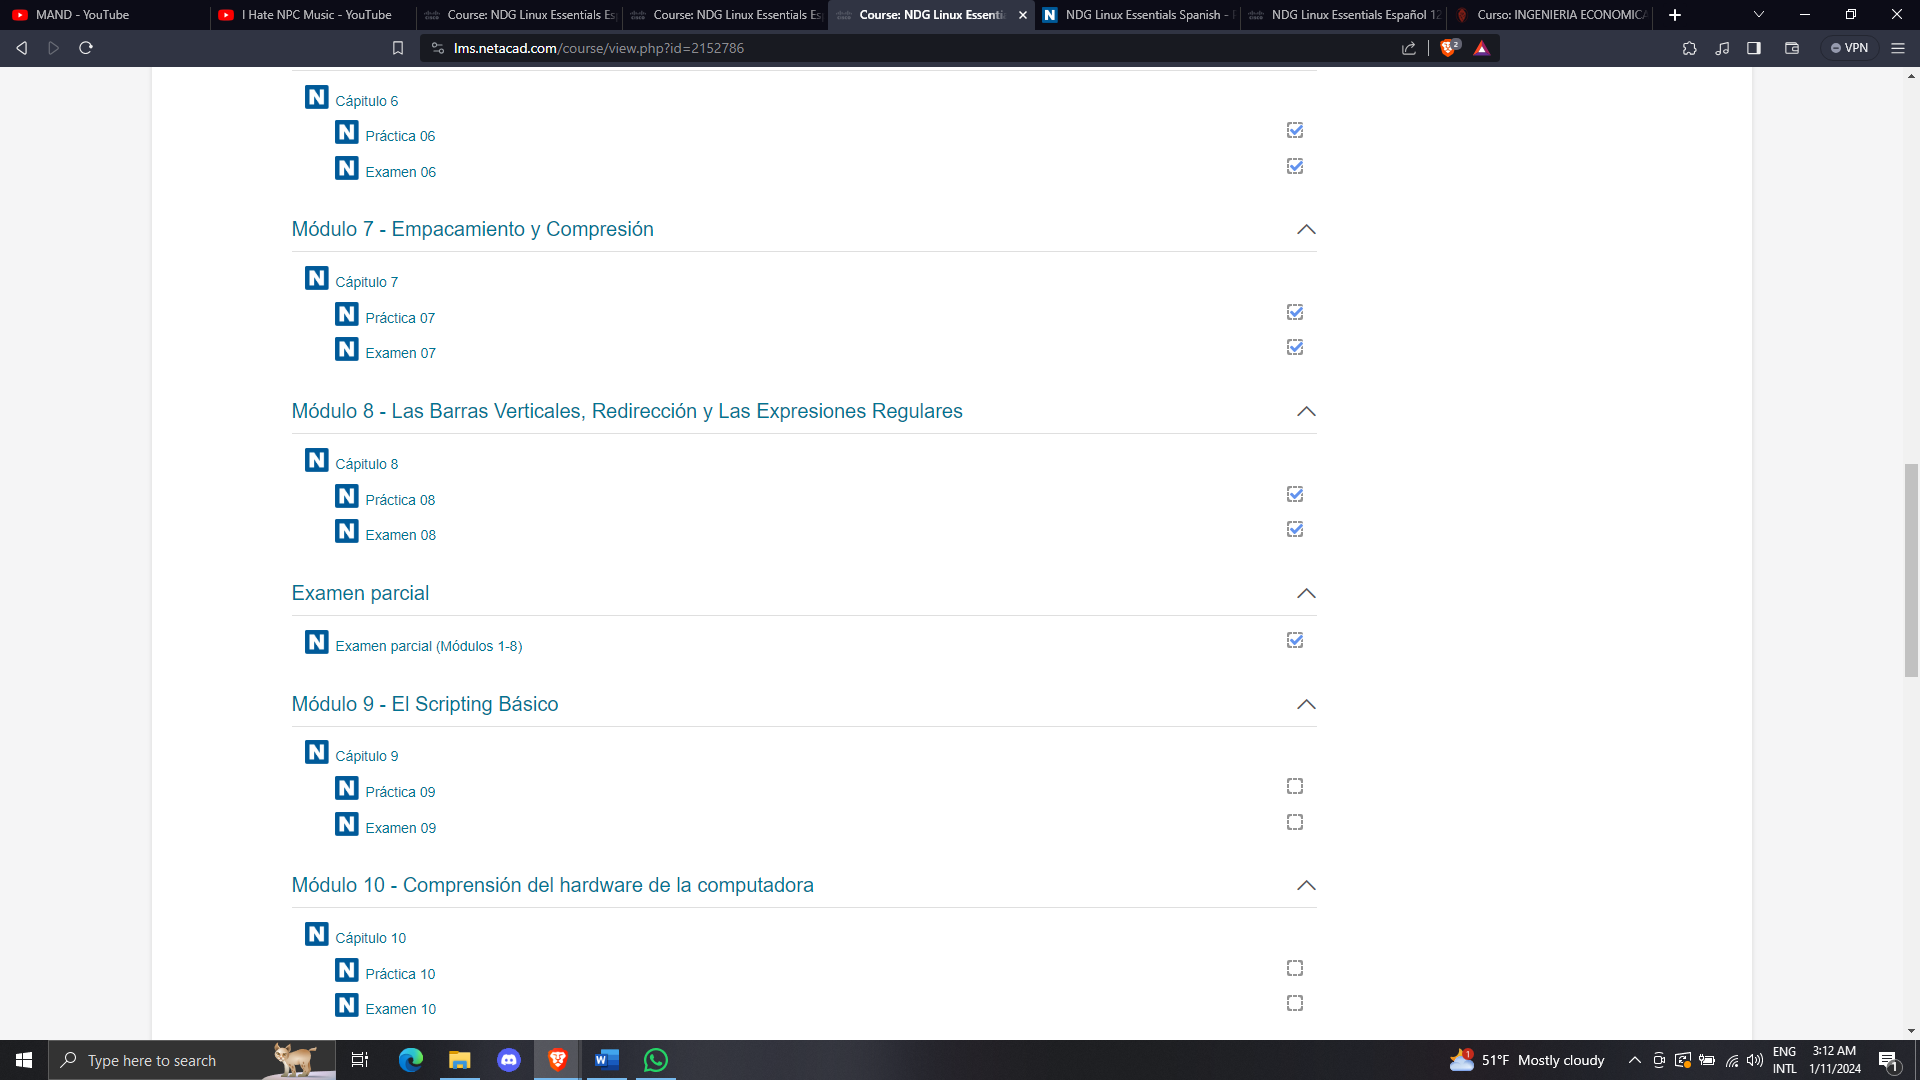 MAND - YouTube
I Hate NPC Music - YouTube
Course: NDG Linux Essentials Es
Course: NDG Linux Essentials Es
Course: NDG Linux Essenti
NDG Linux Essentials Spanish -
NDG Linux Essentials Español 12
Curso: INGENIERIA ECONOMICA
lms.netacad.com/course/view.php?id=2152786
2
VPN
N Cápitulo 6
N Práctica 06
N Examen 06
Módulo 7 - Empacamiento y Compresión
N Cápitulo 7
N Práctica 07
N Examen 07
Módulo 8 - Las Barras Verticales, Redirección y Las Expresiones Regulares
N Cápitulo 8
N Práctica 08
N Examen 08
Examen parcial
N Examen parcial (Módulos 1-8)
Módulo 9 - El Scripting Básico
N Cápitulo 9
N Práctica 09
N Examen 09
Módulo 10 - Comprensión del hardware de la computadora
N Cápitulo 10
N Práctica 10
N Examen 10
Type here to search
W
1
51°F Mostly cloudy
ENG
INTL
3:12 AM
1/11/2024
1